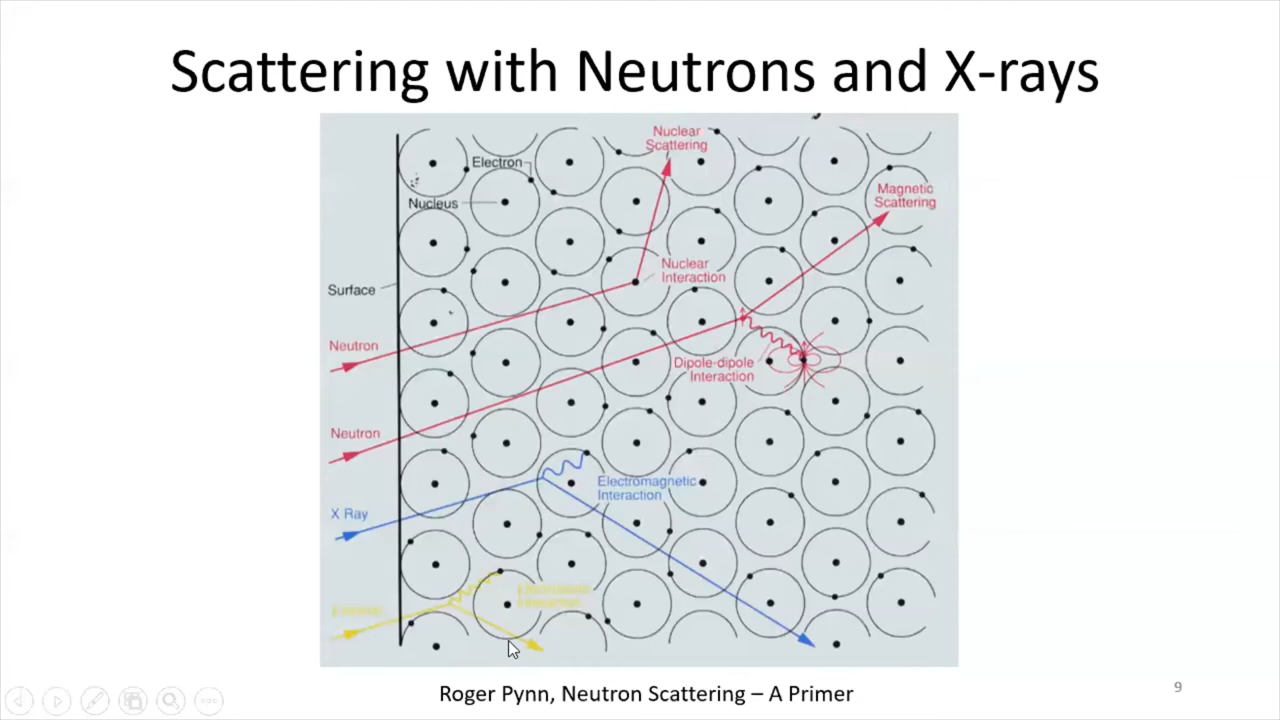 Scattering with Neutrons and X-rays
Nuclear
Scattering
Electron
Magnetic
Scattering
Nucleus
Nuclear
Interaction
Surface
Neutron
Dipole-dipole
Interaction
Neutron
Electromagnetic
Interaction
X Ray
Roger Pynn, Neutron Scattering – A Primer
9